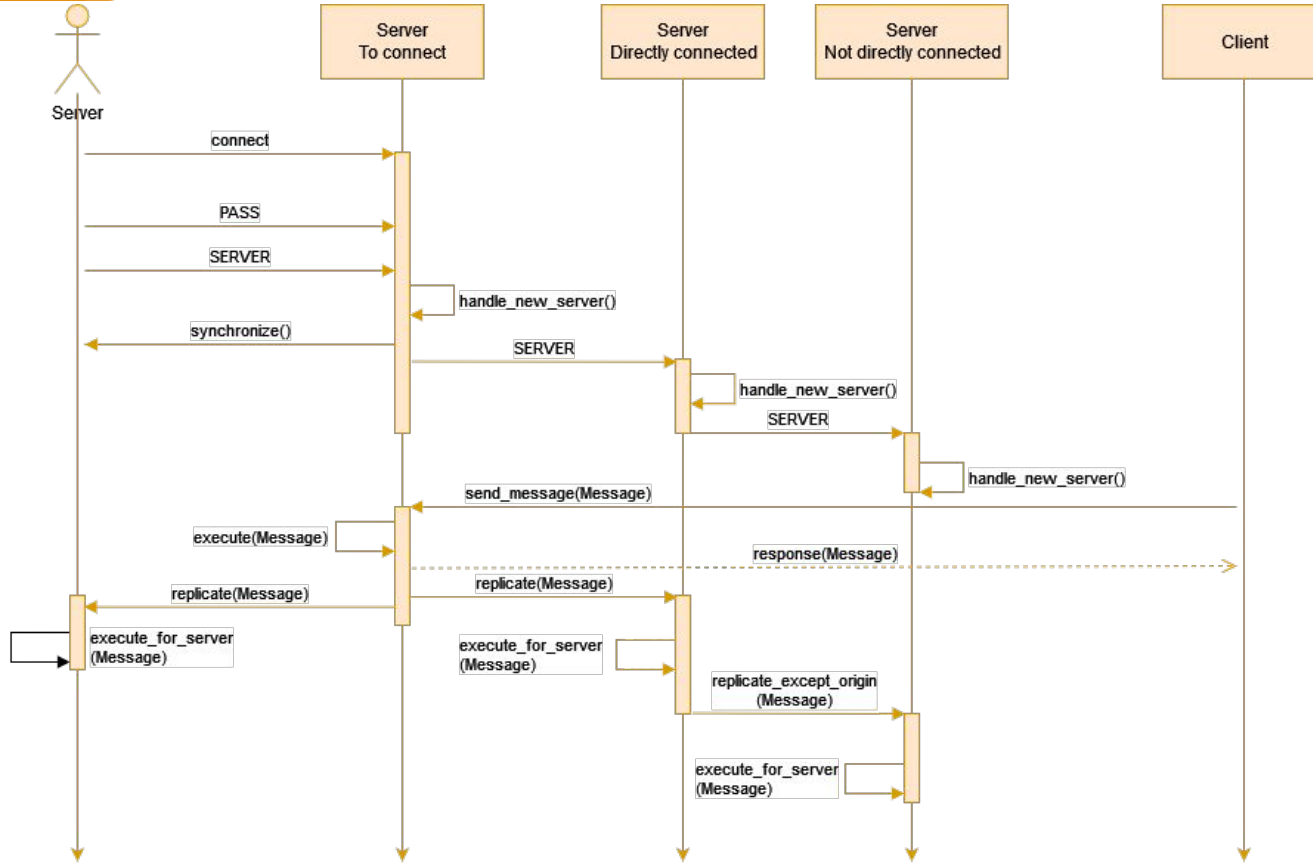 Server
To connect
Server
Directly connected
Server
Not directly connected
Client
Server
connect
PASS
SERVER
handle_new_server()
synchronize()
SERVER
handle_new_server()
SERVER
handle_new_server()
send_message(Message)
execute(Message)
response(Message)
replicate(Message)
replicate(Message)
execute_for_server
(Message)
execute_for_server
(Message)
replicate_except_origin
(Message)
execute_for_server
(Message)